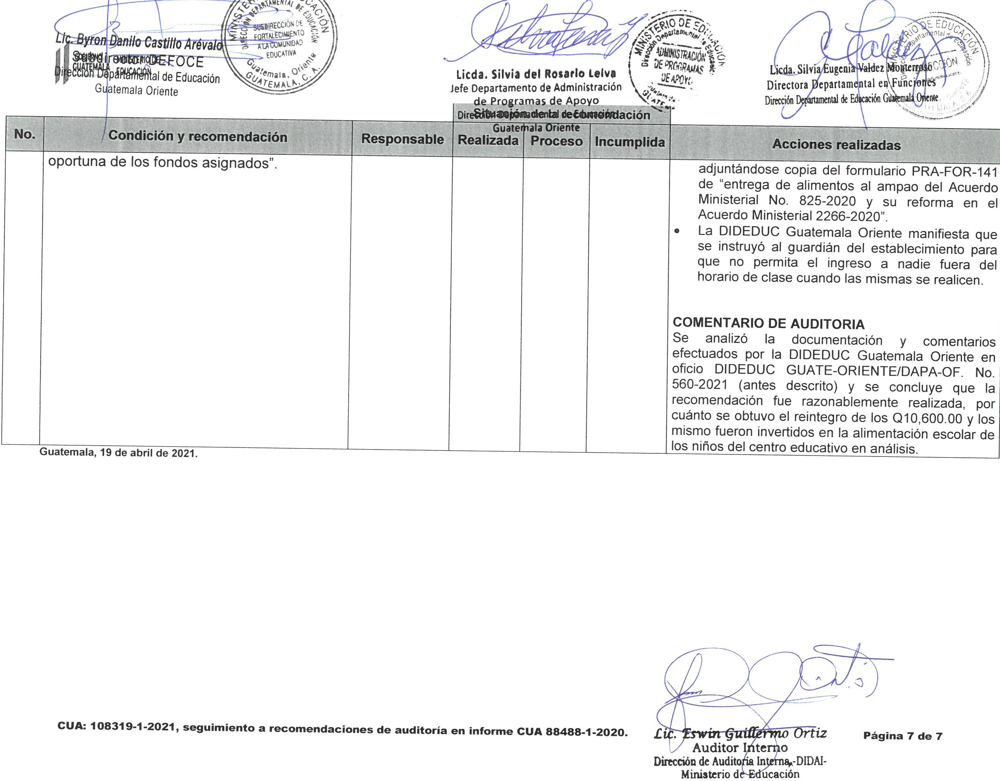 MINISTERIO DE EDUCACIÓN
DIRECCIÓN DEPARTAMENTAL DE EDUCACIÓN
SUBDIRECCIÓN DE
FORTALECIMIENTO
A LA COMUNIDAD
EDUCATIVA
Guatemala, Oriente
GUATEMALA, C. A.
Lic. Byron Danilo Castillo Arévalo
Subdirector DEFOCE
GOBIERNO DE
GUATEMALA
MINISTERIO DE
EDUCACIÓN
Dirección Departamental de Educación
Guatemala Oriente
MINISTERIO DE EDUCACIÓN
Dirección Departamental de Educación
ADMINISTRACIÓN
DE PROGRAMAS
DE APOYO
Licda. Silvia del Rosario Leiva
Jefe Departamento de Administración
de Programas de Apoyo
Dirección Departamental de Educación
Guatemala Oriente
MINISTERIO DE EDUCACIÓN
Dirección Departamental de Educación
DIRECCIÓN
Licda. Silvia Eugenia Valdez Monterroso
Directora Departamental en Funciones
Dirección Departamental de Educación Guatemala Oriente
Situación de la recomendación
No. Condición y recomendación Responsable Realizada Proceso Incumplida Acciones realizadas
oportuna de los fondos asignados”.
adjuntándose copia del formulario PRA-FOR-141
de “entrega de alimentos al ampao del Acuerdo
Ministerial No. 825-2020 y su reforma en el
Acuerdo Ministerial 2266-2020”.
• La DIDEDUC Guatemala Oriente manifiesta que
se instruyó al guardián del establecimiento para
que no permita el ingreso a nadie fuera del
horario de clase cuando las mismas se realicen.
COMENTARIO DE AUDITORIA
Se analizó la documentación y comentarios
efectuados por la DIDEDUC Guatemala Oriente en
oficio DIDEDUC GUATE-ORIENTE/DAPA-OF. No.
560-2021 (antes descrito) y se concluye que la
recomendación fue razonablemente realizada, por
cuánto se obtuvo el reintegro de los Q10,600.00 y los
mismo fueron invertidos en la alimentación escolar de
los niños del centro educativo en análisis.
Guatemala, 19 de abril de 2021.
CUA: 108319-1-2021, seguimiento a recomendaciones de auditoría en informe CUA 88488-1-2020.
Lic. Eswin Guillermo Ortiz
Auditor Interno
Dirección de Auditoría Interna -DIDAI-
Ministerio de Educación
Página 7 de 7